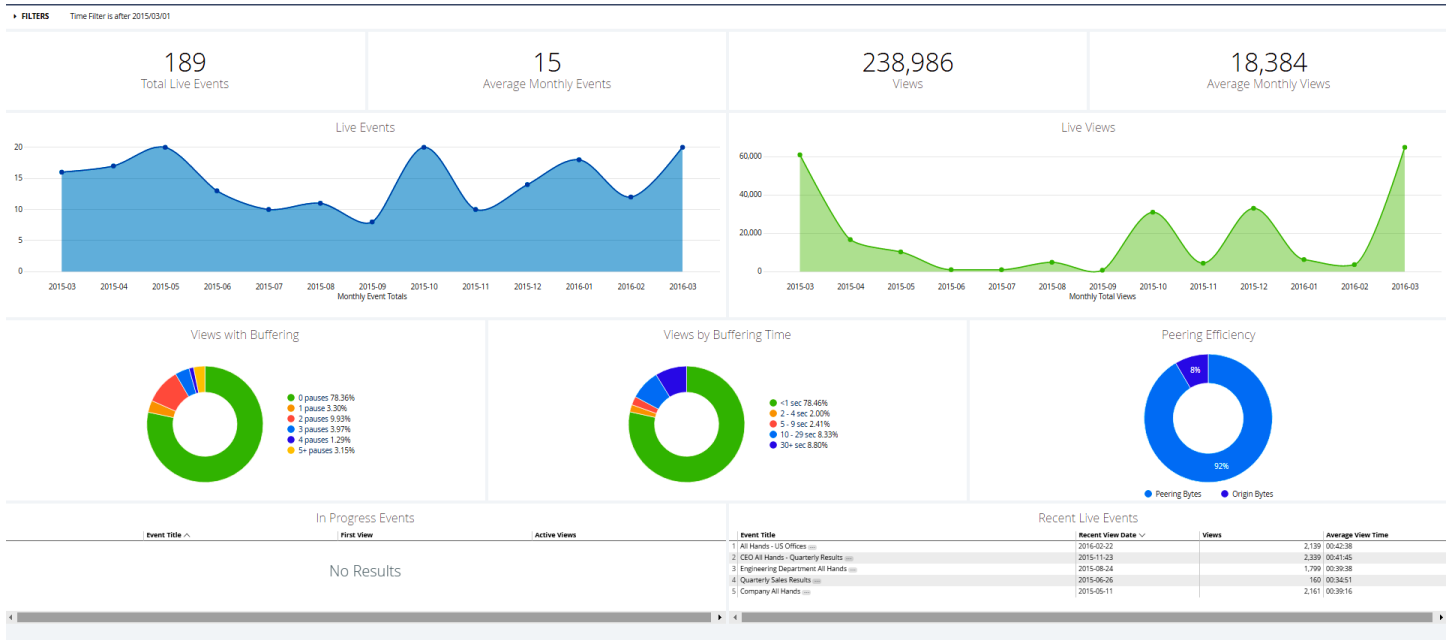 FILTERS Time Filter is after 2015/03/01
189
Total Live Events
15
Average Monthly Events
238,986
Views
18,384
Average Monthly Views
Live Events
20
15
10
5
0
2015-03 2015-04 2015-05 2015-06 2015-07 2015-08 2015-09 2015-10 2015-11 2015-12 2016-01 2016-02 2016-03
Monthly Event Totals
Live Views
60,000
40,000
20,000
0
2015-03 2015-04 2015-05 2015-06 2015-07 2015-08 2015-09 2015-10 2015-11 2015-12 2016-01 2016-02 2016-03
Monthly Total Views
Views with Buffering
0 pauses 78.36%
1 pause 3.30%
2 pauses 9.93%
3 pauses 3.97%
4 pauses 1.29%
5+ pauses 3.15%
Views by Buffering Time
<1 sec 78.46%
2 - 4 sec 2.00%
5 - 9 sec 2.41%
10 - 29 sec 8.33%
30+ sec 8.80%
Peering Efficiency
8%
92%
Peering Bytes Origin Bytes
In Progress Events
Event Title First View Active Views
No Results
Recent Live Events
Event Title Recent View Date Views Average View Time
1 All Hands - US Offices 2016-02-22 2,139 00:42:38
2 CEO All Hands - Quarterly Results 2015-11-23 2,339 00:41:45
3 Engineering Department All Hands 2015-08-24 1,799 00:39:38
4 Quarterly Sales Results 2015-06-26 160 00:34:51
5 Company All Hands 2015-05-11 2,161 00:39:16